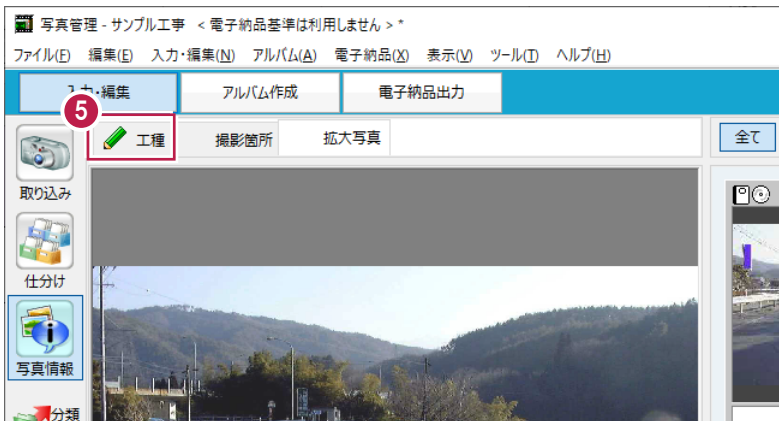 写真管理 - サンプル工事 < 電子納品基準は利用しません > *
ファイル(F) 編集(E) 入力・編集(N) アルバム(A) 電子納品(X) 表示(V) ツール(T) ヘルプ(H)
・編集 アルバム作成 電子納品出力
5
工種 撮影箇所 拡大写真 全て
取り込み
仕分け
写真情報
分類